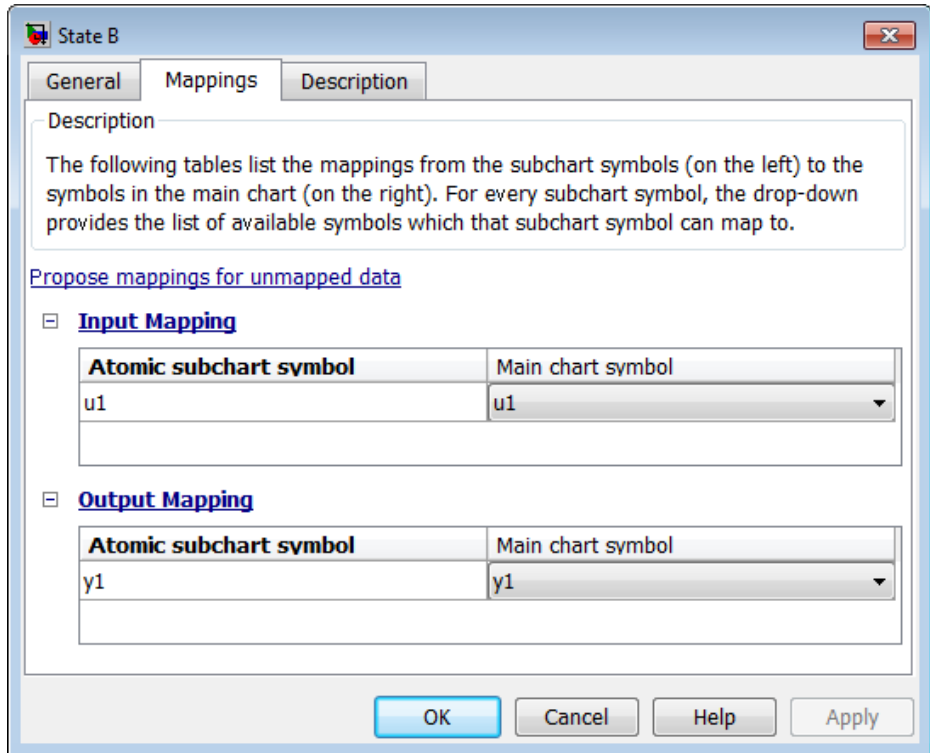 State B
General Mappings Description
Description
The following tables list the mappings from the subchart symbols (on the left) to the
symbols in the main chart (on the right). For every subchart symbol, the drop-down
provides the list of available symbols which that subchart symbol can map to.
Propose mappings for unmapped data
Input Mapping
Atomic subchart symbol Main chart symbol
u1 u1
Output Mapping
Atomic subchart symbol Main chart symbol
y1 y1
OK Cancel Help Apply